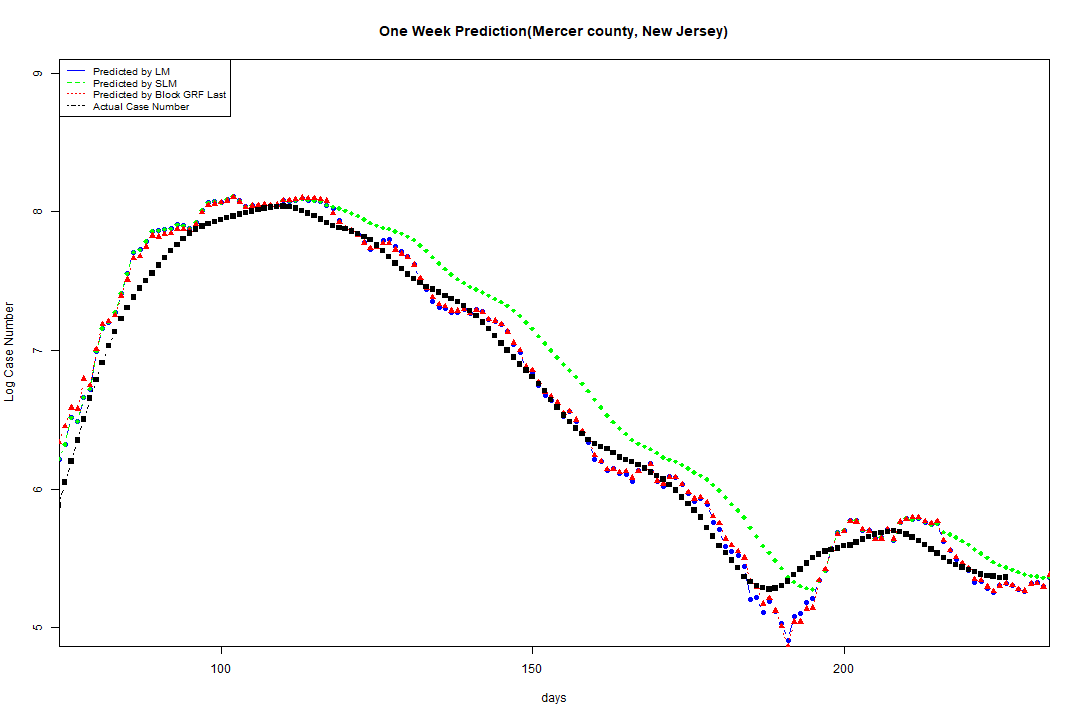 One Week Prediction(Mercer county, New Jersey)
Predicted by LM
Predicted by SLM
Predicted by Block GRF Last
Actual Case Number
9
8
7
6
5
Log Case Number
100
150
200
days